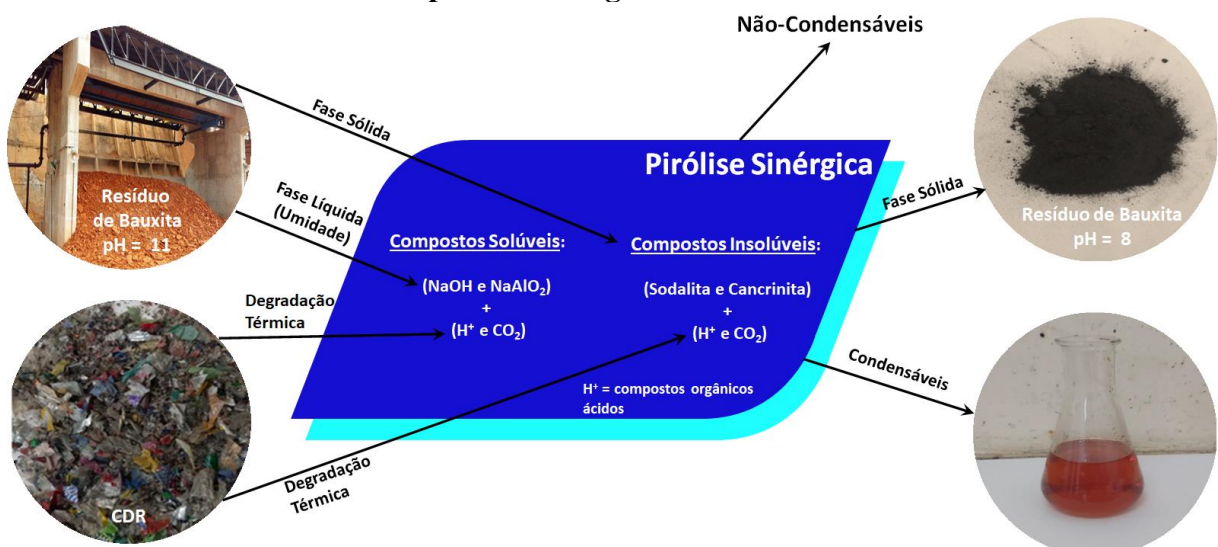 Não-Condensáveis
Fase Sólida
Pirólise Sinérgica
Fase Sólida
Resíduo
de Bauxita
pH = 11
Fase Líquida
(Umidade)
Resíduo de Bauxita
pH = 8
Compostos Solúveis:
Compostos Insolúveis:
(NaOH e NaAlO₂)
+
(H⁺ e CO₂)
(Sodalita e Cancrinita)
+
(H⁺ e CO₂)
Degradação
Térmica
Condensáveis
H⁺ = compostos orgânicos
ácidos
Degradação
Térmica
CDR